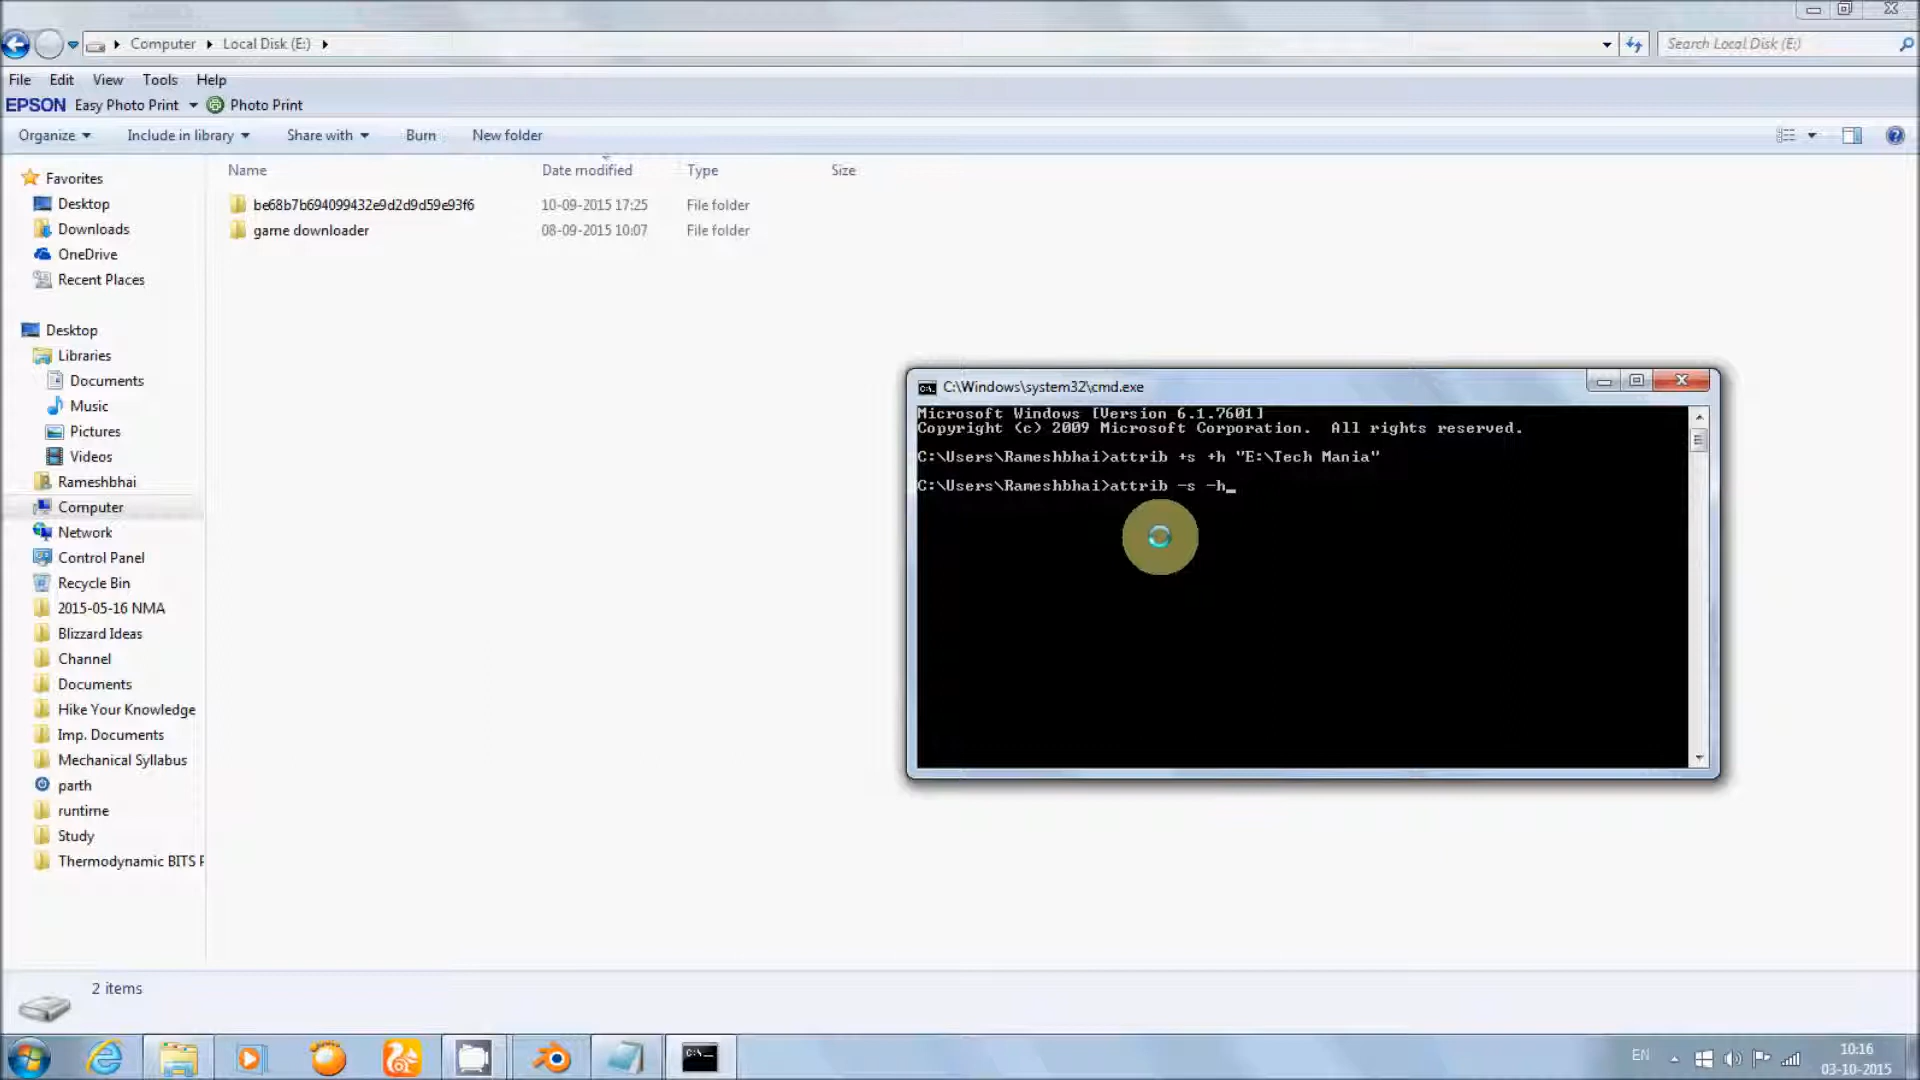 Computer Local Disk (E:)
Search Local Disk (E:)
File Edit View Tools Help
EPSON Easy Photo Print Photo Print
Organize Include in library Share with Burn New folder
Name Date modified Type Size
be68b7b694099432e9d2d9d59e93f6 10-09-2015 17:25 File folder
game downloader 08-09-2015 10:07 File folder
Favorites
Desktop
Downloads
OneDrive
Recent Places
Desktop
Libraries
Documents
Music
Pictures
Videos
Rameshbhai
Computer
Network
Control Panel
Recycle Bin
2015-05-16 NMA
Blizzard Ideas
Channel
Documents
Hike Your Knowledge
Imp. Documents
Mechanical Syllabus
parth
runtime
Study
Thermodynamic BITS
C:\Windows\system32\cmd.exe
Microsoft Windows [Version 6.1.7601]
Copyright (c) 2009 Microsoft Corporation. All rights reserved.
C:\Users\Rameshbhai>attrib +s +h "E:\Tech Mania"
C:\Users\Rameshbhai>attrib -s -h_
2 items
EN
10:16
03-10-2015